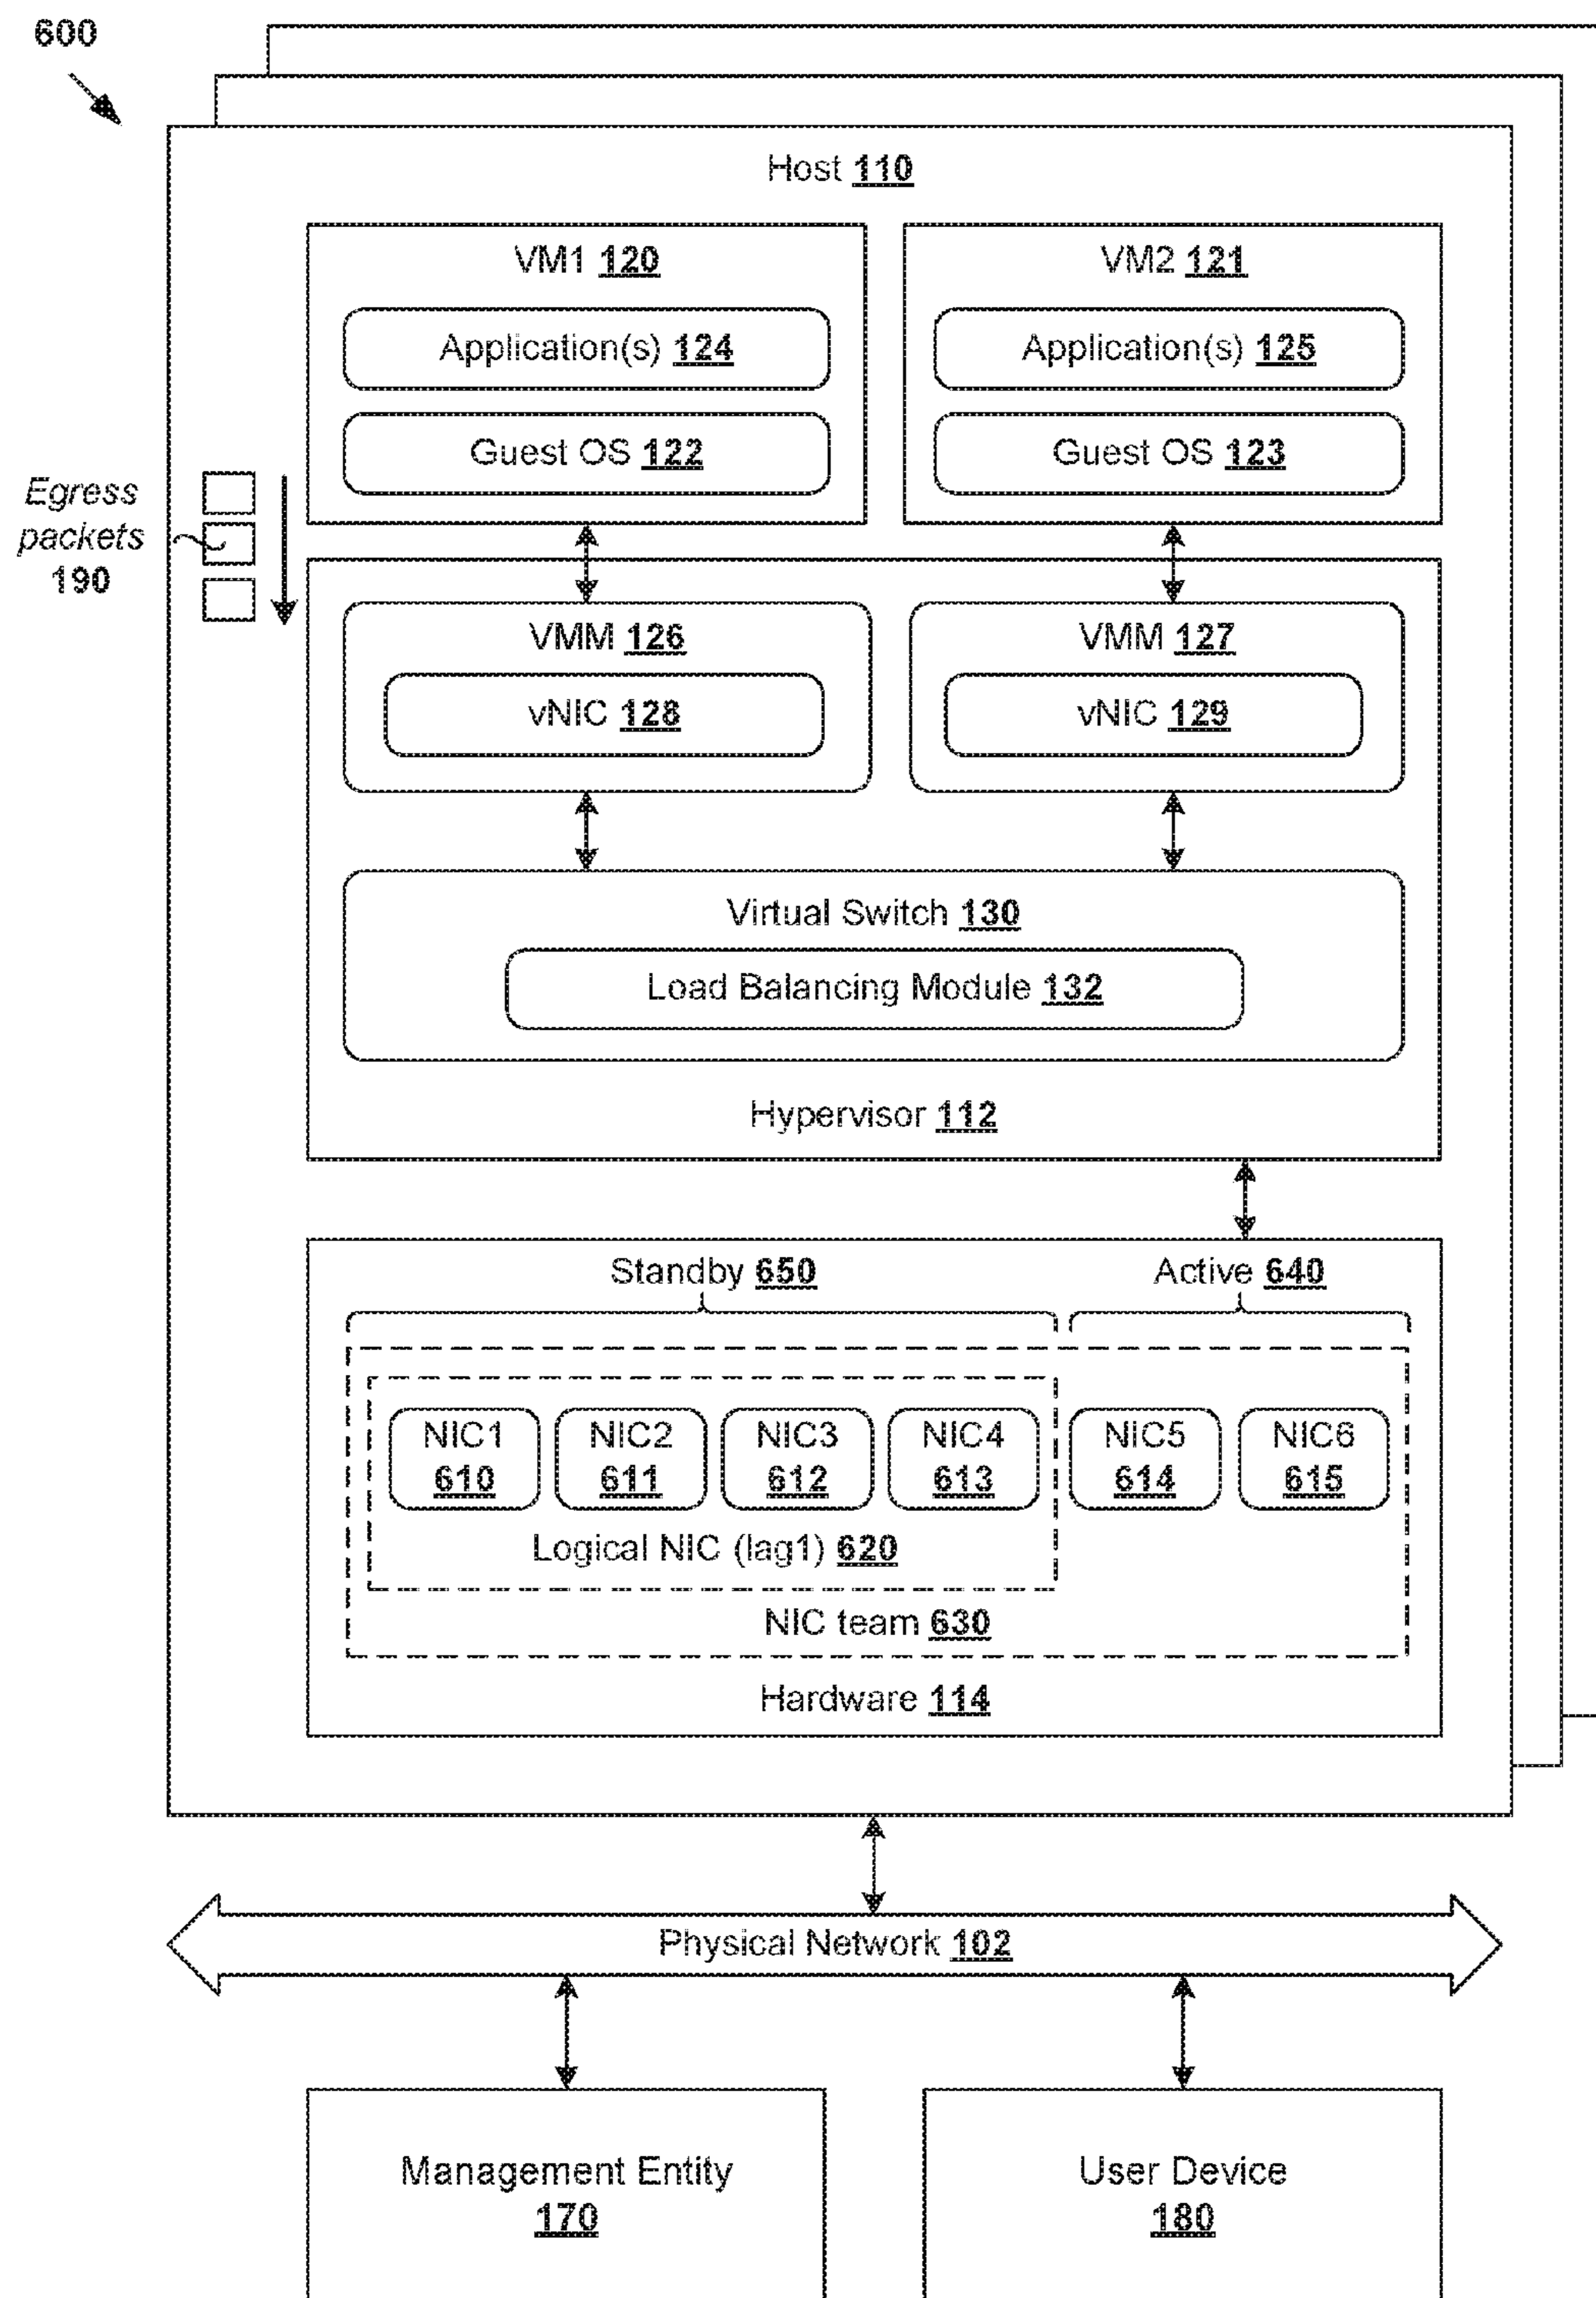 600
Host 110
VM1 120
VM2 121
Application(s) 124
Application(s) 125
Guest OS 122
Guest OS 123
Egress
packets
190
VMM 126
VMM 127
vNIC 128
vNIC 129
Virtual Switch 130
Load Balancing Module 132
Hypervisor 112
Standby 650
Active 640
NIC1
610
NIC2
611
NIC3
612
NIC4
613
NIC5
614
NIC6
615
Logical NIC (lag1) 620
NIC team 630
Hardware 114
Physical Network 102
Management Entity
170
User Device
180